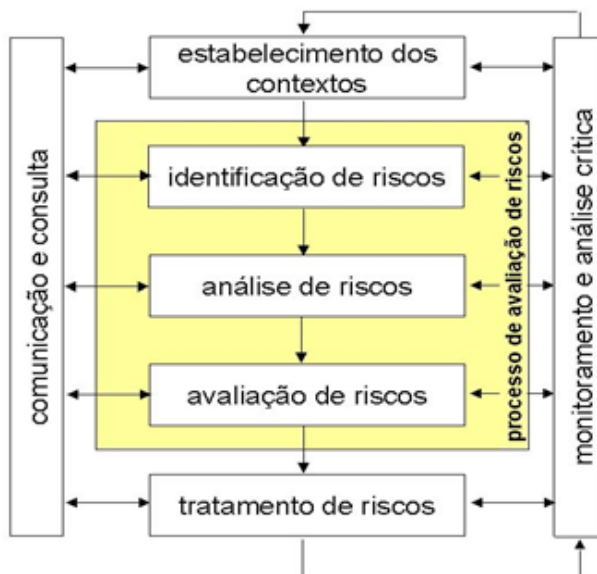 comunicação e consulta
estabelecimento dos
contextos
identificação de riscos
análise de riscos
avaliação de riscos
tratamento de riscos
processo de avaliação de riscos
monitoramento e análise crítica